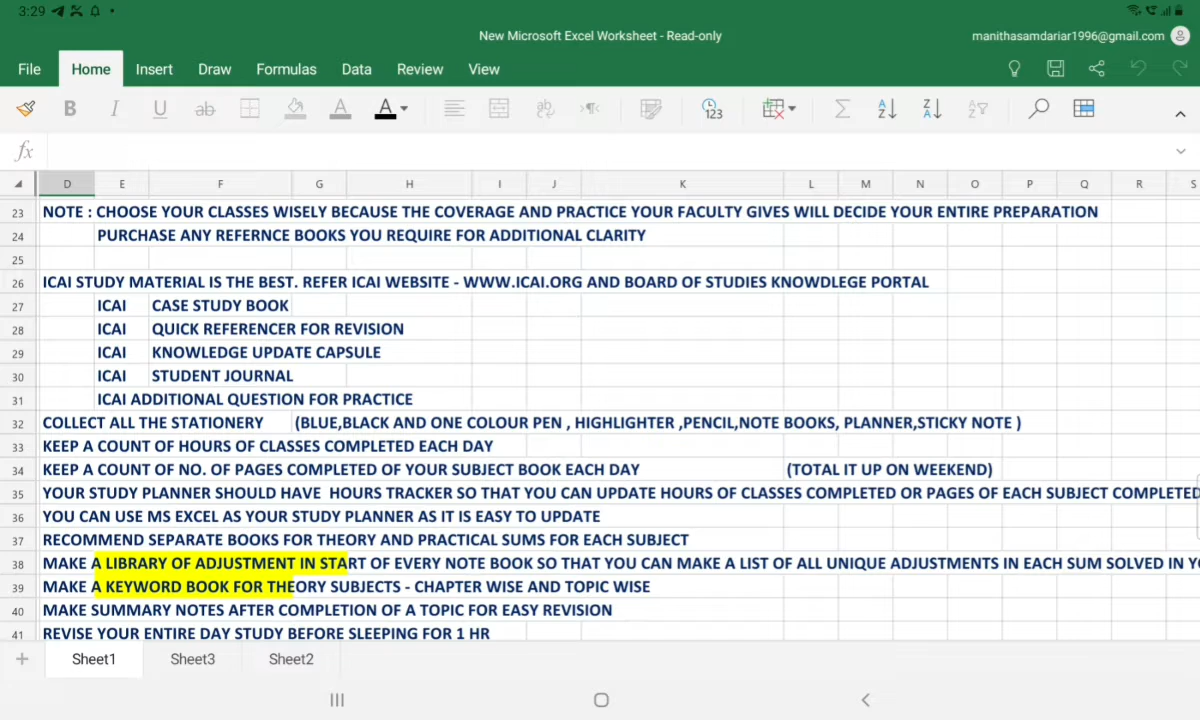 3:29
New Microsoft Excel Worksheet - Read-only
manithasamdariar1996@gmail.com
File Home Insert Draw Formulas Data Review View
B I U ab A A 123 Σ A Z Z A
fx
D E F G H I J K L M N O P Q R S
23 NOTE : CHOOSE YOUR CLASSES WISELY BECAUSE THE COVERAGE AND PRACTICE YOUR FACULTY GIVES WILL DECIDE YOUR ENTIRE PREPARATION
24 PURCHASE ANY REFERNCE BOOKS YOU REQUIRE FOR ADDITIONAL CLARITY
25
26 ICAI STUDY MATERIAL IS THE BEST. REFER ICAI WEBSITE - WWW.ICAI.ORG AND BOARD OF STUDIES KNOWDLEGE PORTAL
27 ICAI CASE STUDY BOOK
28 ICAI QUICK REFERENCER FOR REVISION
29 ICAI KNOWLEDGE UPDATE CAPSULE
30 ICAI STUDENT JOURNAL
31 ICAI ADDITIONAL QUESTION FOR PRACTICE
32 COLLECT ALL THE STATIONERY (BLUE,BLACK AND ONE COLOUR PEN , HIGHLIGHTER ,PENCIL,NOTE BOOKS, PLANNER,STICKY NOTE )
33 KEEP A COUNT OF HOURS OF CLASSES COMPLETED EACH DAY
34 KEEP A COUNT OF NO. OF PAGES COMPLETED OF YOUR SUBJECT BOOK EACH DAY (TOTAL IT UP ON WEEKEND)
35 YOUR STUDY PLANNER SHOULD HAVE HOURS TRACKER SO THAT YOU CAN UPDATE HOURS OF CLASSES COMPLETED OR PAGES OF EACH SUBJECT COMPLETED
36 YOU CAN USE MS EXCEL AS YOUR STUDY PLANNER AS IT IS EASY TO UPDATE
37 RECOMMEND SEPARATE BOOKS FOR THEORY AND PRACTICAL SUMS FOR EACH SUBJECT
38 MAKE A LIBRARY OF ADJUSTMENT IN START OF EVERY NOTE BOOK SO THAT YOU CAN MAKE A LIST OF ALL UNIQUE ADJUSTMENTS IN EACH SUM SOLVED IN
39 MAKE A KEYWORD BOOK FOR THEORY SUBJECTS - CHAPTER WISE AND TOPIC WISE
40 MAKE SUMMARY NOTES AFTER COMPLETION OF A TOPIC FOR EASY REVISION
41 REVISE YOUR ENTIRE DAY STUDY BEFORE SLEEPING FOR 1 HR
Sheet1 Sheet3 Sheet2